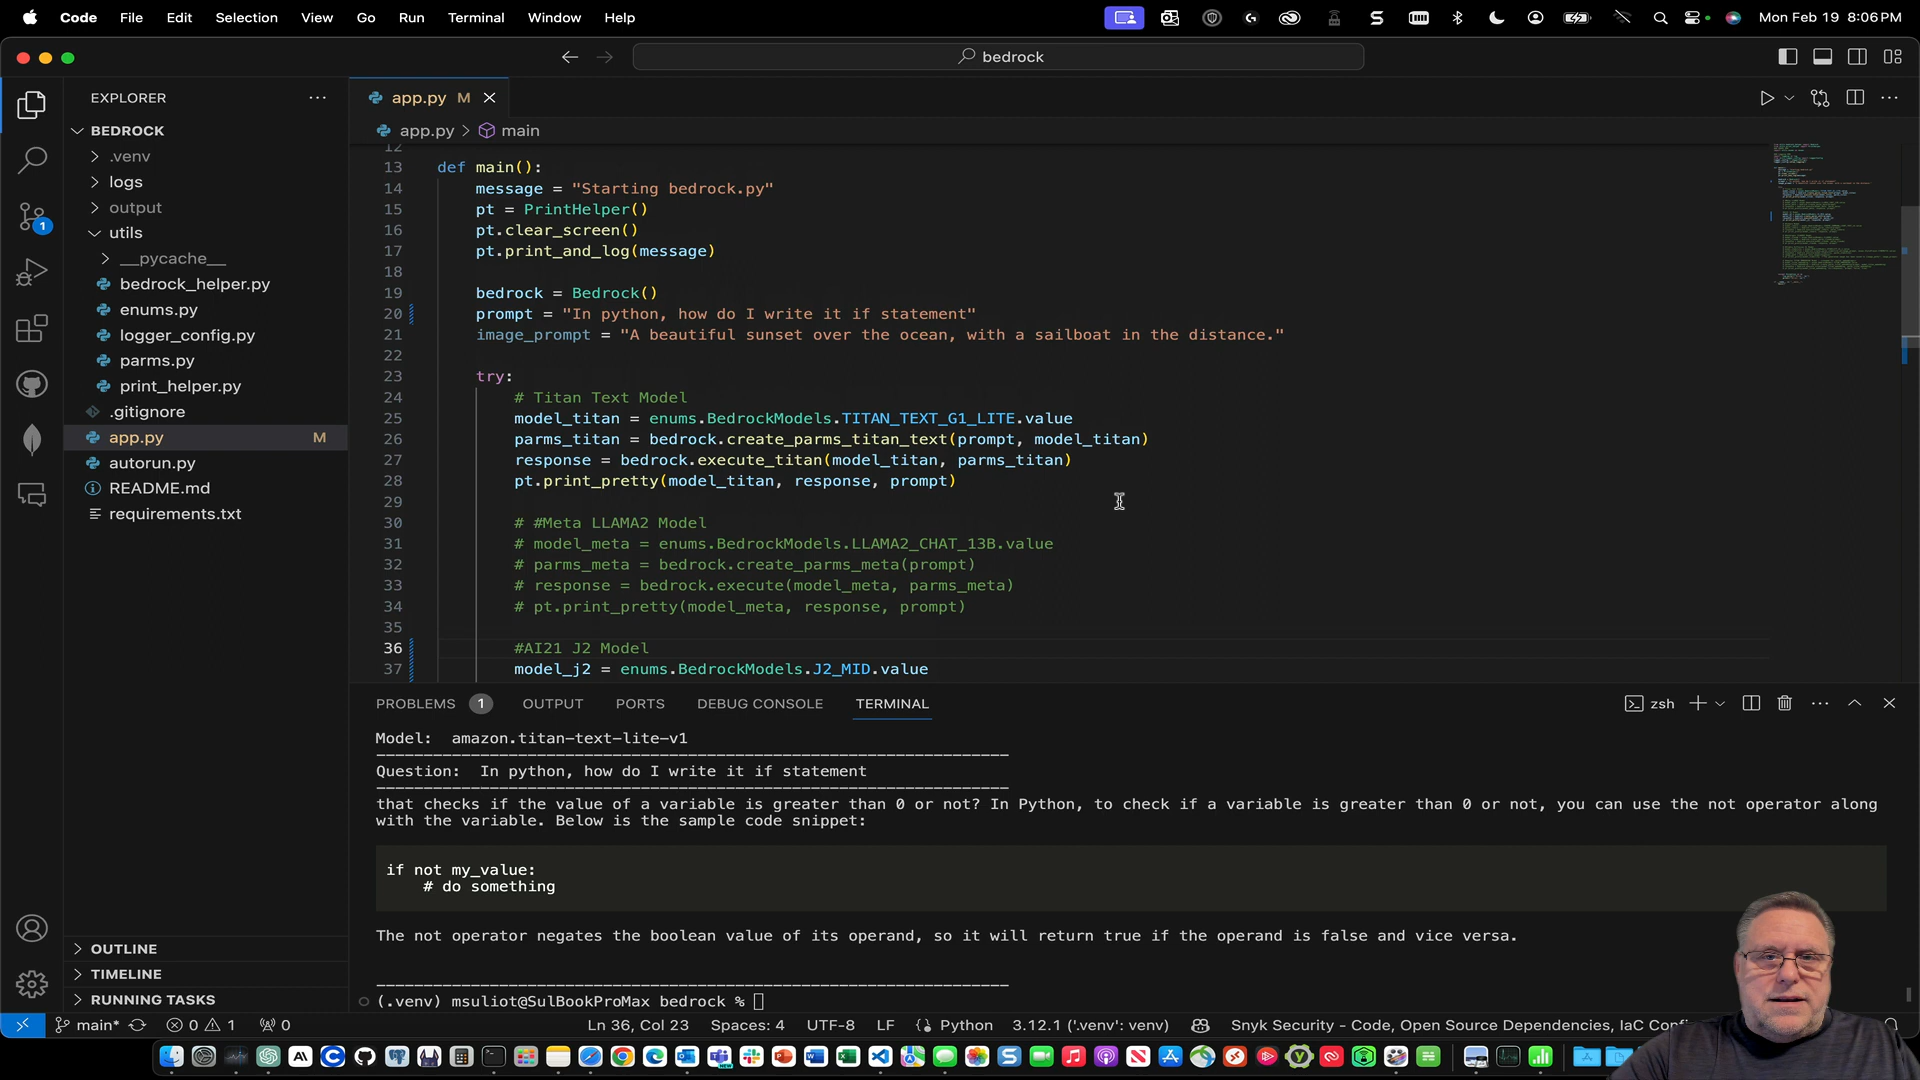 Code File Edit Selection View Go Run Terminal Window Help
Mon Feb 19 8:06 PM
bedrock
EXPLORER
app.py M
BEDROCK
app.py > main
.venv
logs
output
utils
__pycache__
bedrock_helper.py
enums.py
logger_config.py
parms.py
print_helper.py
.gitignore
app.py M
autorun.py
README.md
requirements.txt
OUTLINE
TIMELINE
RUNNING TASKS
12
13 def main():
14 message = "Starting bedrock.py"
15 pt = PrintHelper()
16 pt.clear_screen()
17 pt.print_and_log(message)
18
19 bedrock = Bedrock()
20 prompt = "In python, how do I write it if statement"
21 image_prompt = "A beautiful sunset over the ocean, with a sailboat in the distance."
22
23 try:
24 # Titan Text Model
25 model_titan = enums.BedrockModels.TITAN_TEXT_G1_LITE.value
26 parms_titan = bedrock.create_parms_titan_text(prompt, model_titan)
27 response = bedrock.execute_titan(model_titan, parms_titan)
28 pt.print_pretty(model_titan, response, prompt)
29
30 # #Meta LLAMA2 Model
31 # model_meta = enums.BedrockModels.LLAMA2_CHAT_13B.value
32 # parms_meta = bedrock.create_parms_meta(prompt)
33 # response = bedrock.execute(model_meta, parms_meta)
34 # pt.print_pretty(model_meta, response, prompt)
35
36 #AI21 J2 Model
37 model_j2 = enums.BedrockModels.J2_MID.value
PROBLEMS 1 OUTPUT PORTS DEBUG CONSOLE TERMINAL
zsh
Model: amazon.titan-text-lite-v1
Question: In python, how do I write it if statement
that checks if the value of a variable is greater than 0 or not? In Python, to check if a variable is greater than 0 or not, you can use the not operator along
with the variable. Below is the sample code snippet:
if not my_value:
# do something
The not operator negates the boolean value of its operand, so it will return true if the operand is false and vice versa.
(.venv) msuliot@SulBookProMax bedrock %
main* 0 1 0 Ln 36, Col 23 Spaces: 4 UTF-8 LF Python 3.12.1 ('.venv': venv) Snyk Security - Code, Open Source Dependencies, IaC Confi